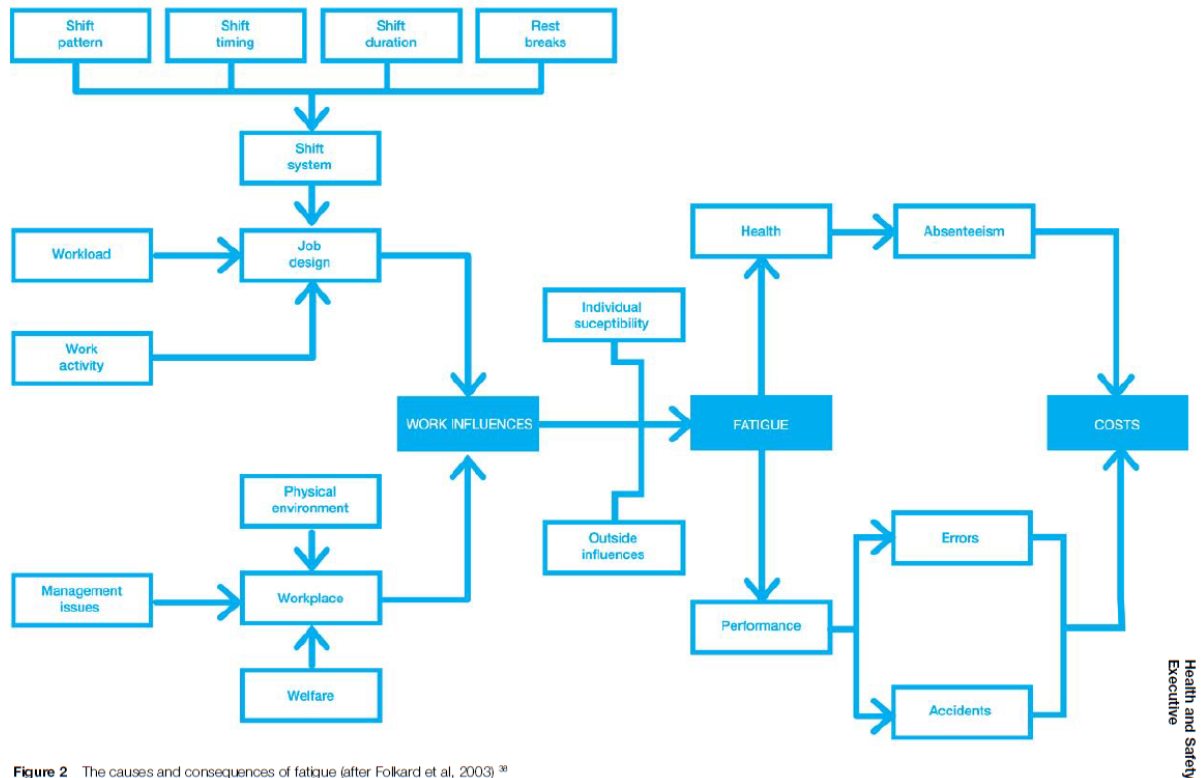 Shift
pattern
Shift
timing
Shift
duration
Rest
breaks
Shift
system
Workload
Job
design
Work
activity
Health
Absenteeism
Individual
suceptibility
WORK INFLUENCES
FATIGUE
COSTS
Physical
environment
Outside
influences
Errors
Management
issues
Workplace
Performance
Welfare
Accidents
Health and Safety
Executive
Figure 2 The causes and consequences of fatigue (after Folkard et al, 2003) 38